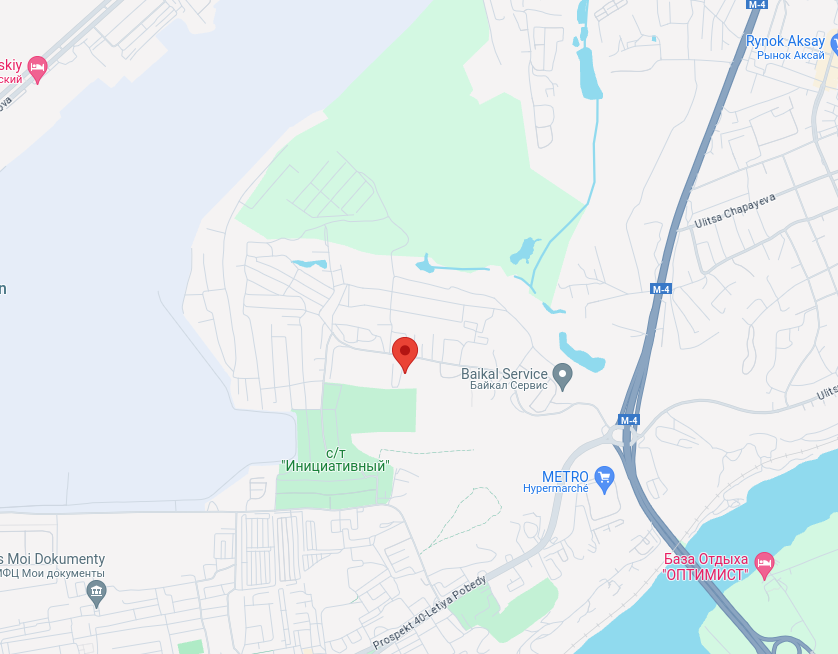 M-4
Rynok Aksay
Рынок Аксай
skiy
ский
ova
Ulitsa Chapayeva
n
M-4
Baikal Service
Байкал Сервис
Ulits
M-4
с/т
"Инициативный"
METRO
Hypermarché
s Moi Dokumenty
МФЦ Мои документы
База Отдыха
"ОПТИМИСТ"
Prospekt 40-Letiya Pobedy